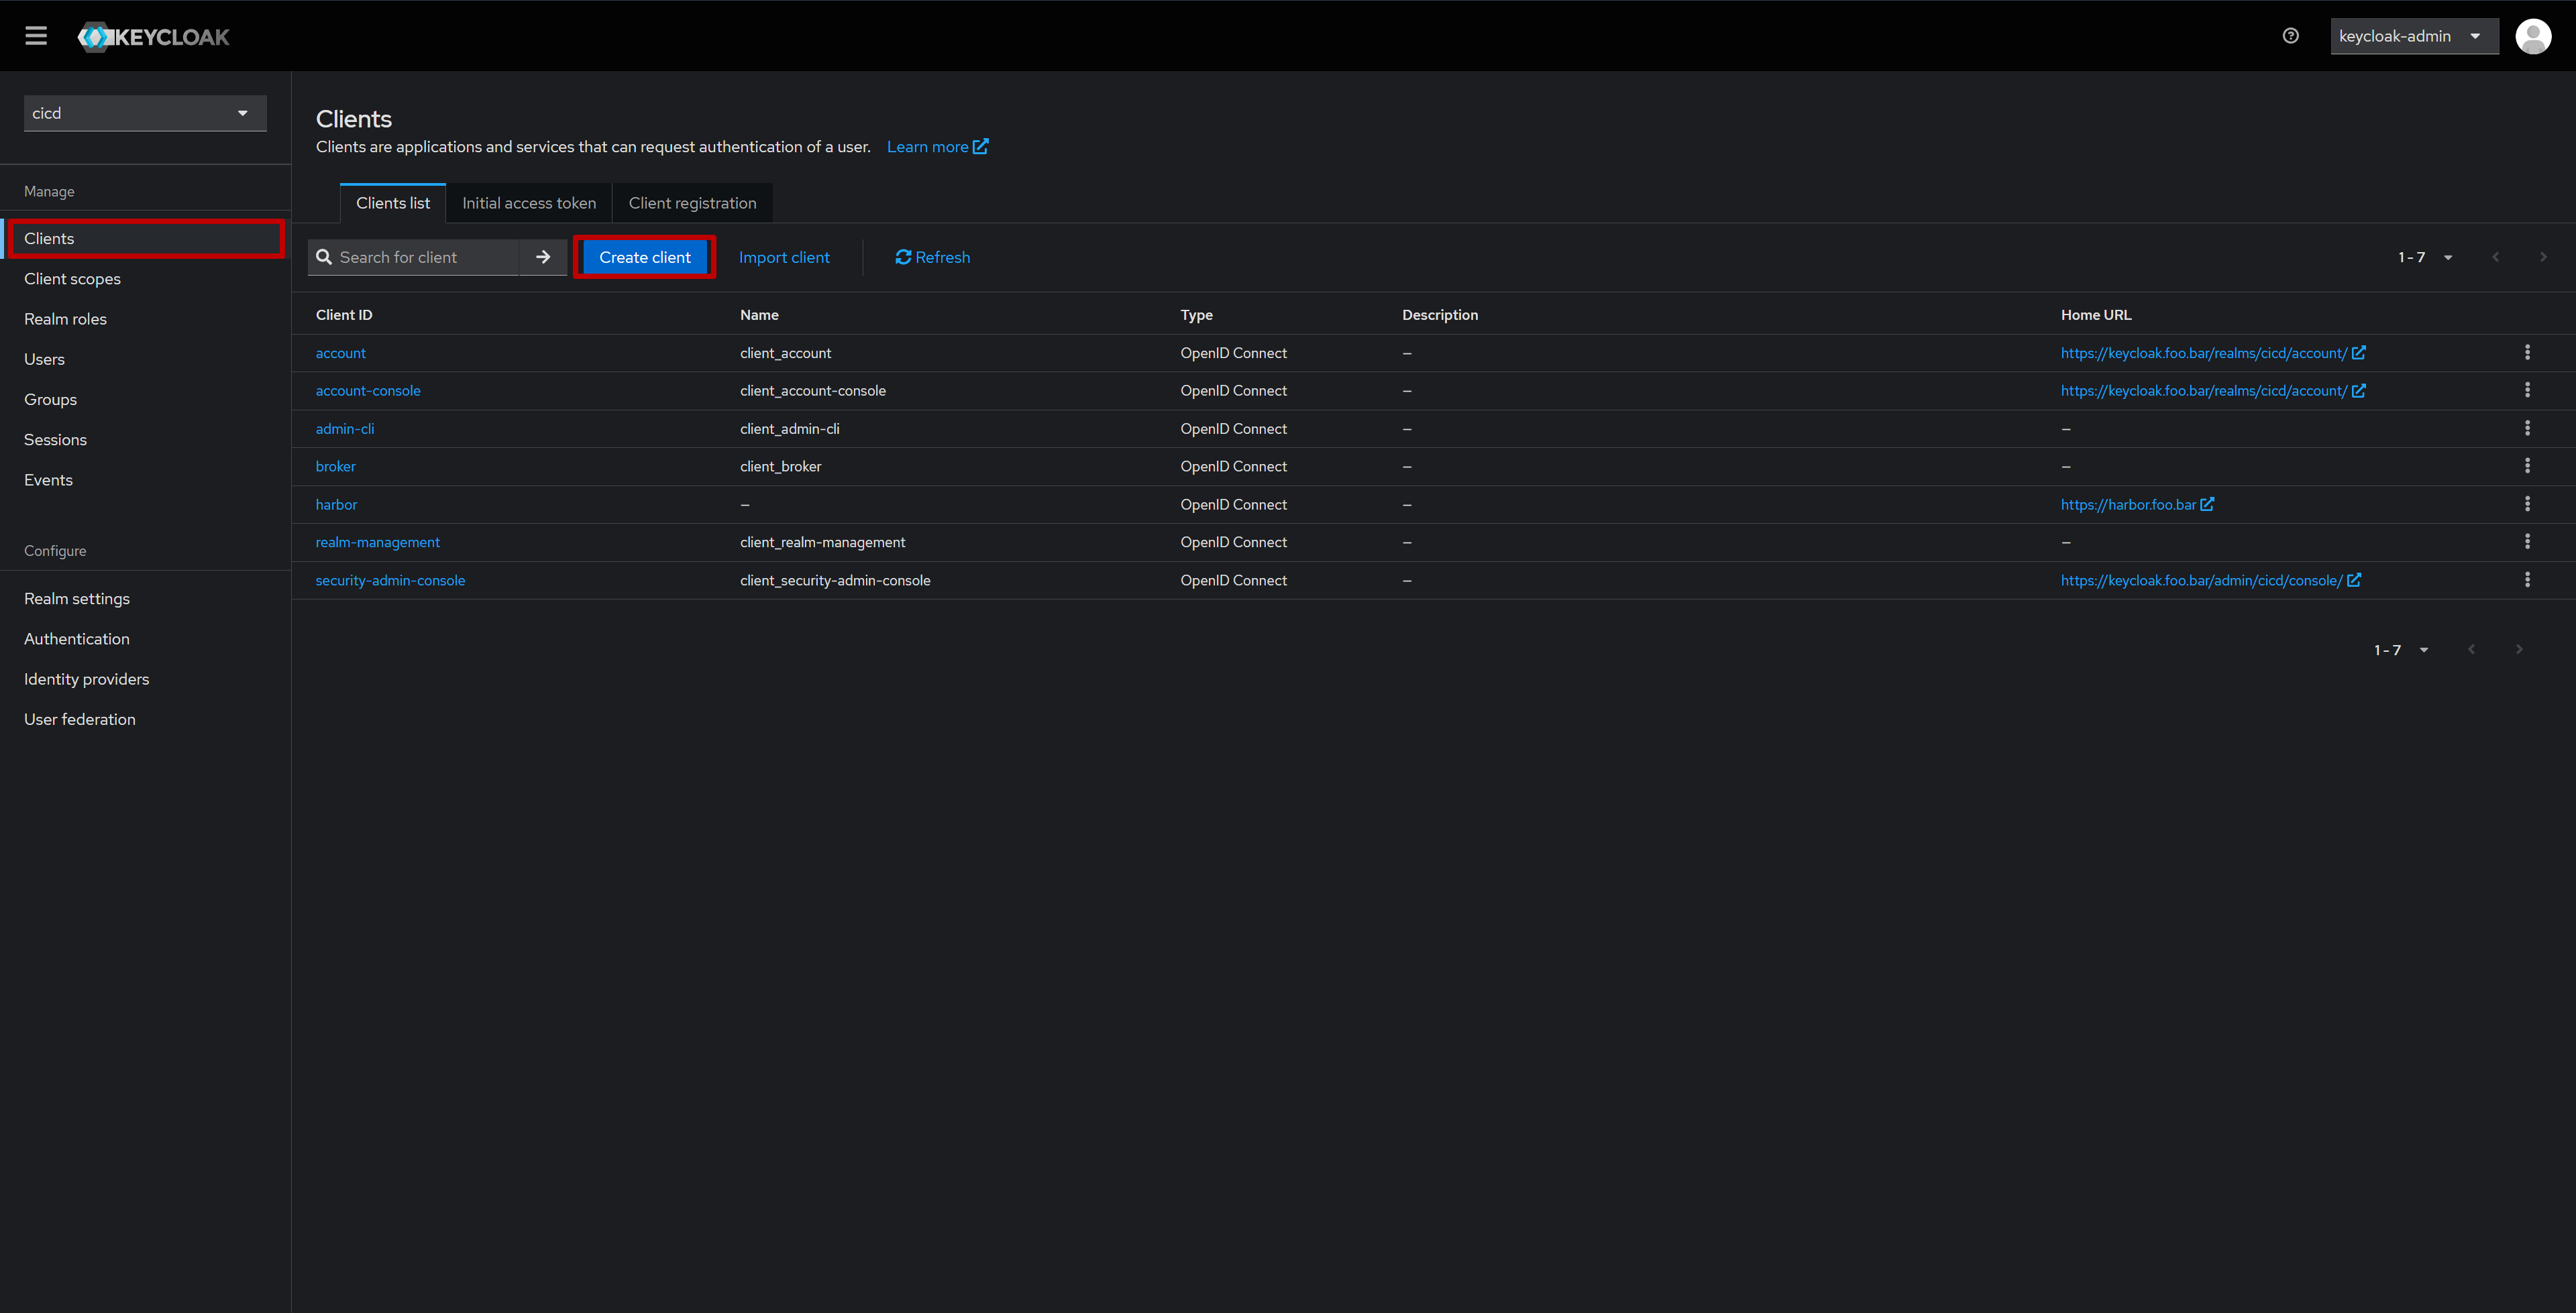 KEYCLOAK
keycloak-admin
cicd
Manage
Clients
Client scopes
Realm roles
Users
Groups
Sessions
Events
Configure
Realm settings
Authentication
Identity providers
User federation
Clients
Clients are applications and services that can request authentication of a user. Learn more
Clients list Initial access token Client registration
Search for client Create client Import client Refresh 1 - 7
Client ID Name Type Description Home URL
account client_account OpenID Connect – https://keycloak.foo.bar/realms/cicd/account/
account-console client_account-console OpenID Connect – https://keycloak.foo.bar/realms/cicd/account/
admin-cli client_admin-cli OpenID Connect – –
broker client_broker OpenID Connect – –
harbor – OpenID Connect – https://harbor.foo.bar
realm-management client_realm-management OpenID Connect – –
security-admin-console client_security-admin-console OpenID Connect – https://keycloak.foo.bar/admin/cicd/console/
1 - 7